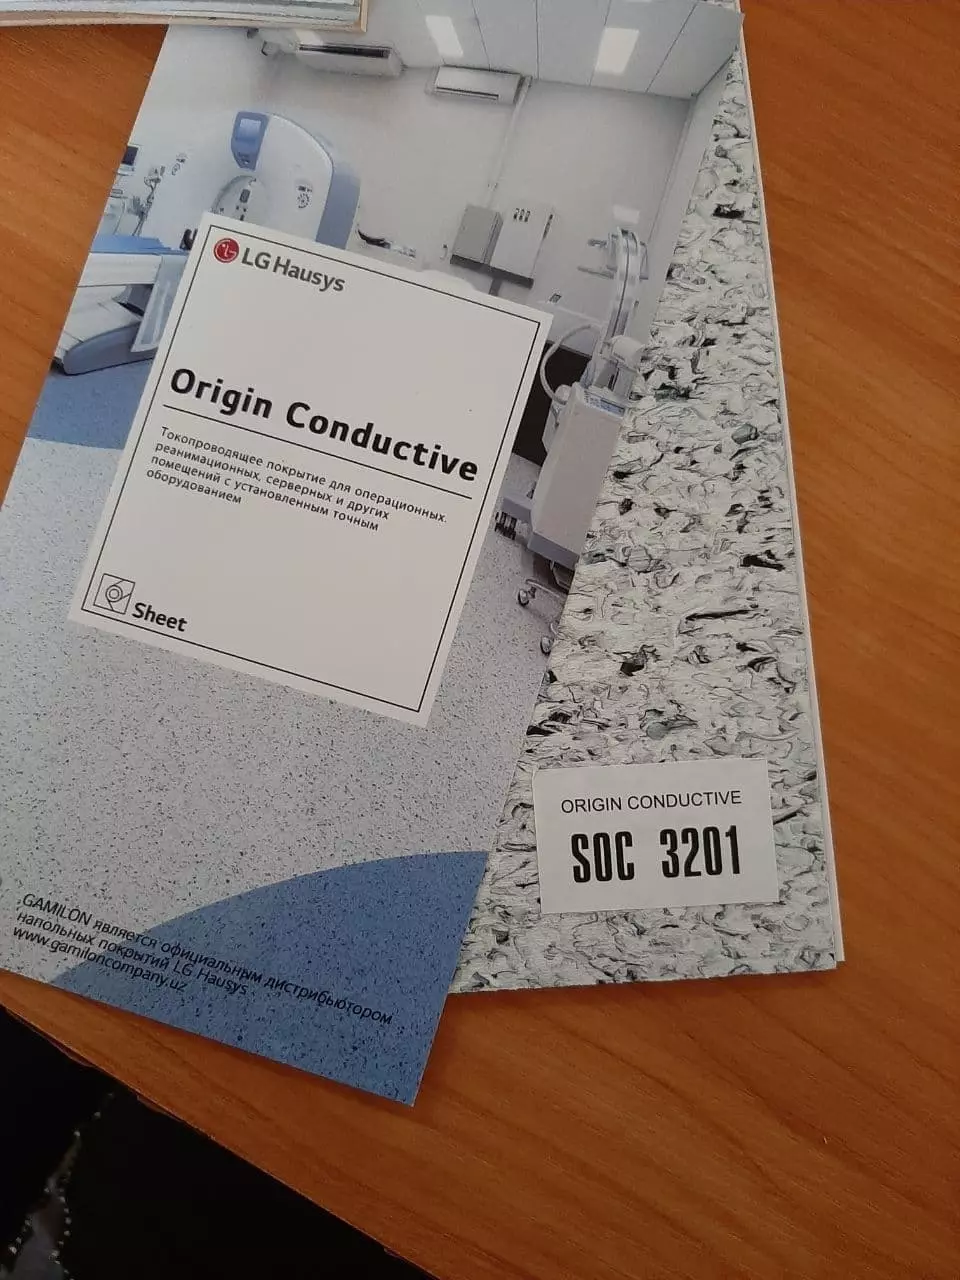 LG Hausys
Origin Conductive
Токопроводящее покрытие для операционных,
реанимационных, серверных и других
помещений с установленным точным
оборудованием
Sheet
GAMILON является официальным дистрибьютором
напольных покрытий LG Hausys
www.gamiloncompany.uz
ORIGIN CONDUCTIVE
SOC 3201